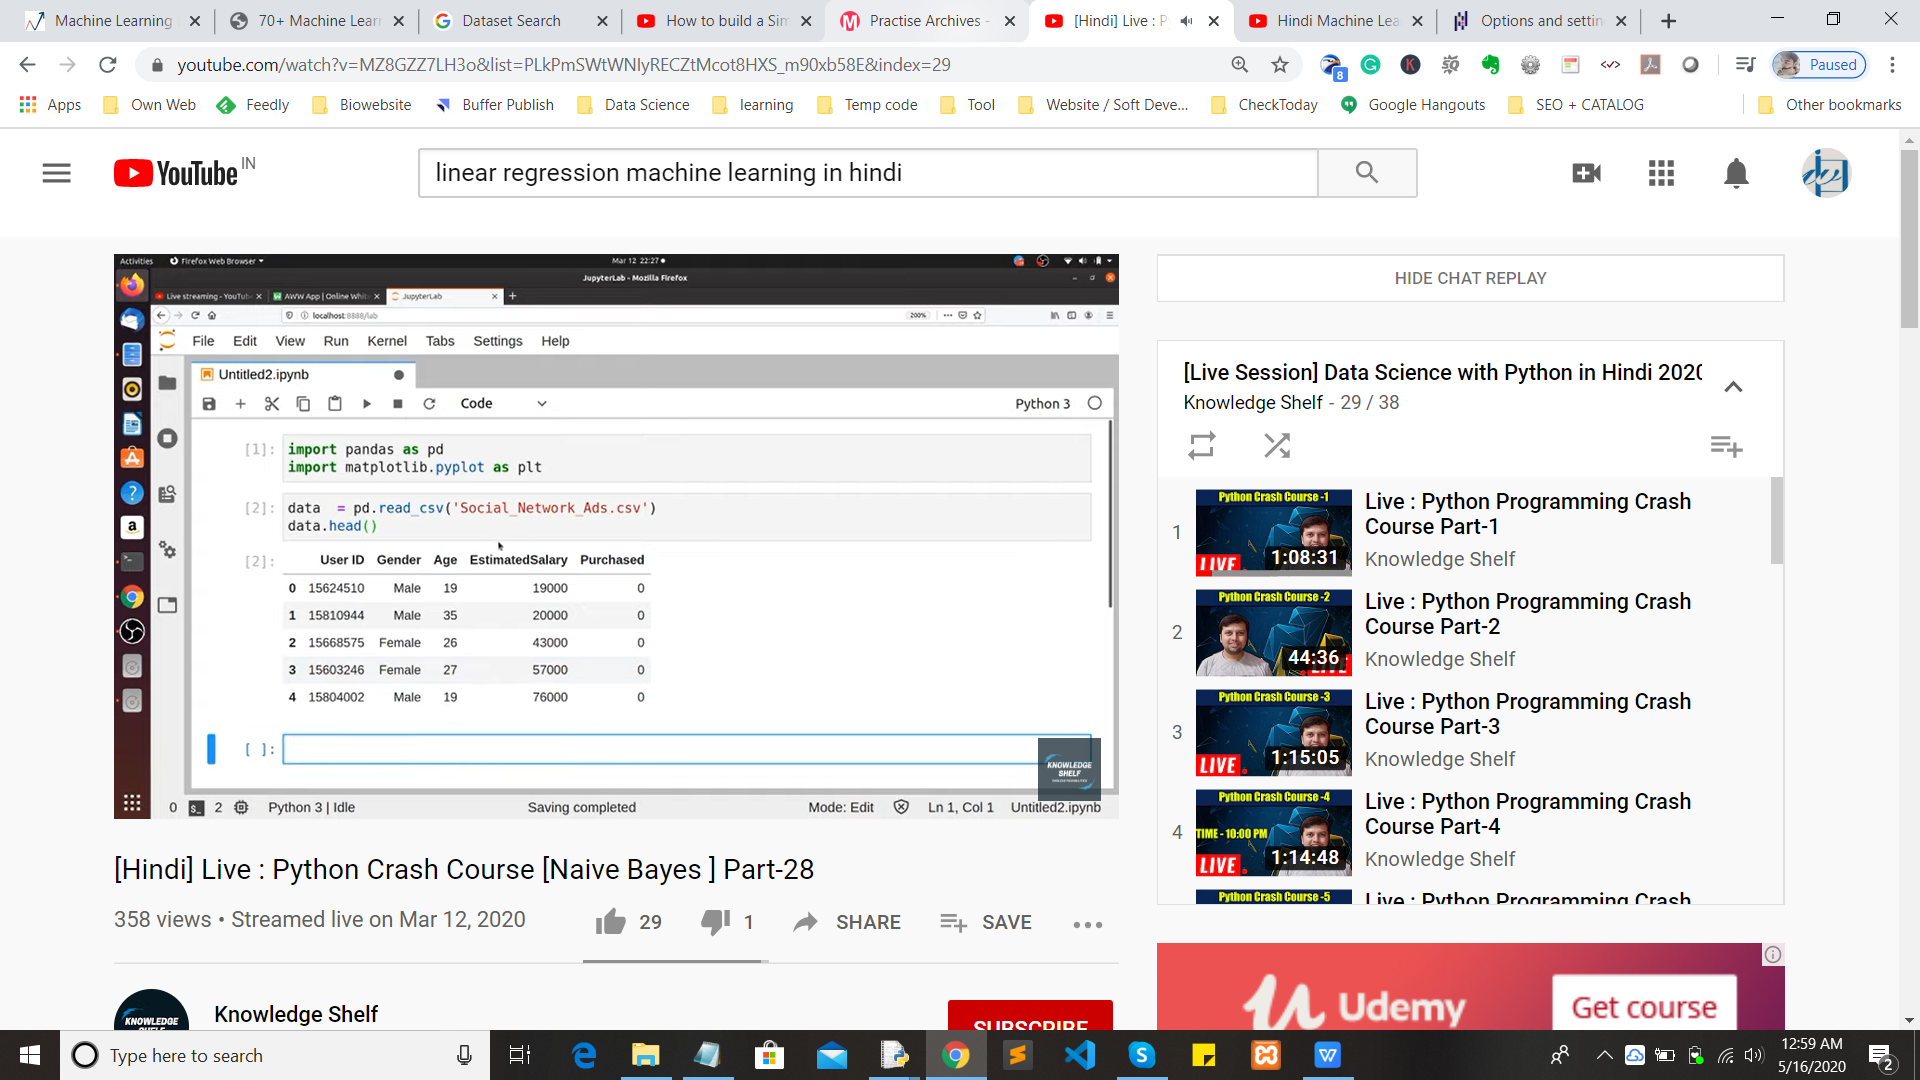 Machine Learning
70+ Machine Lear
Dataset Search
How to build a Sim
Practise Archives -
[Hindi] Live : P
Hindi Machine Lea
Options and settin
youtube.com/watch?v=MZ8GZZ7LH3o&list=PLkPmSWtWNIyRECZtMcot8HXS_m90xb58E&index=29
8
Paused
Apps
Own Web
Feedly
Biowebsite
Buffer Publish
Data Science
learning
Temp code
Tool
Website / Soft Deve...
CheckToday
Google Hangouts
SEO + CATALOG
Other bookmarks
YouTube IN
linear regression machine learning in hindi
Activities
Firefox Web Browser
Mar 12 22:27
JupyterLab - Mozilla Firefox
Live streaming - YouTub
AWW App | Online Whit
JupyterLab
localhost:8888/lab
200%
File Edit View Run Kernel Tabs Settings Help
Untitled2.ipynb
Code
Python 3
[1]: import pandas as pd
import matplotlib.pyplot as plt
[2]: data = pd.read_csv('Social_Network_Ads.csv')
data.head()
[2]: User ID Gender Age EstimatedSalary Purchased
0 15624510 Male 19 19000 0
1 15810944 Male 35 20000 0
2 15668575 Female 26 43000 0
3 15603246 Female 27 57000 0
4 15804002 Male 19 76000 0
[ ]:
KNOWLEDGE
SHELF
0 2 Python 3 | Idle Saving completed Mode: Edit Ln 1, Col 1 Untitled2.ipynb
[Hindi] Live : Python Crash Course [Naive Bayes ] Part-28
358 views • Streamed live on Mar 12, 2020
29
1
SHARE
SAVE
KNOWLEDGE
SHELF
Knowledge Shelf
SUBSCRIBE
HIDE CHAT REPLAY
[Live Session] Data Science with Python in Hindi 2020
Knowledge Shelf - 29 / 38
1
Python Crash Course -1
LIVE
1:08:31
Live : Python Programming Crash
Course Part-1
Knowledge Shelf
2
Python Crash Course -2
44:36
Live : Python Programming Crash
Course Part-2
Knowledge Shelf
3
Python Crash Course -3
LIVE
1:15:05
Live : Python Programming Crash
Course Part-3
Knowledge Shelf
4
Python Crash Course -4
TIME - 10:00 PM
LIVE
1:14:48
Live : Python Programming Crash
Course Part-4
Knowledge Shelf
Python Crash Course -5
Live : Python Programming Crash
Udemy
Get course
Type here to search
12:59 AM
5/16/2020
2